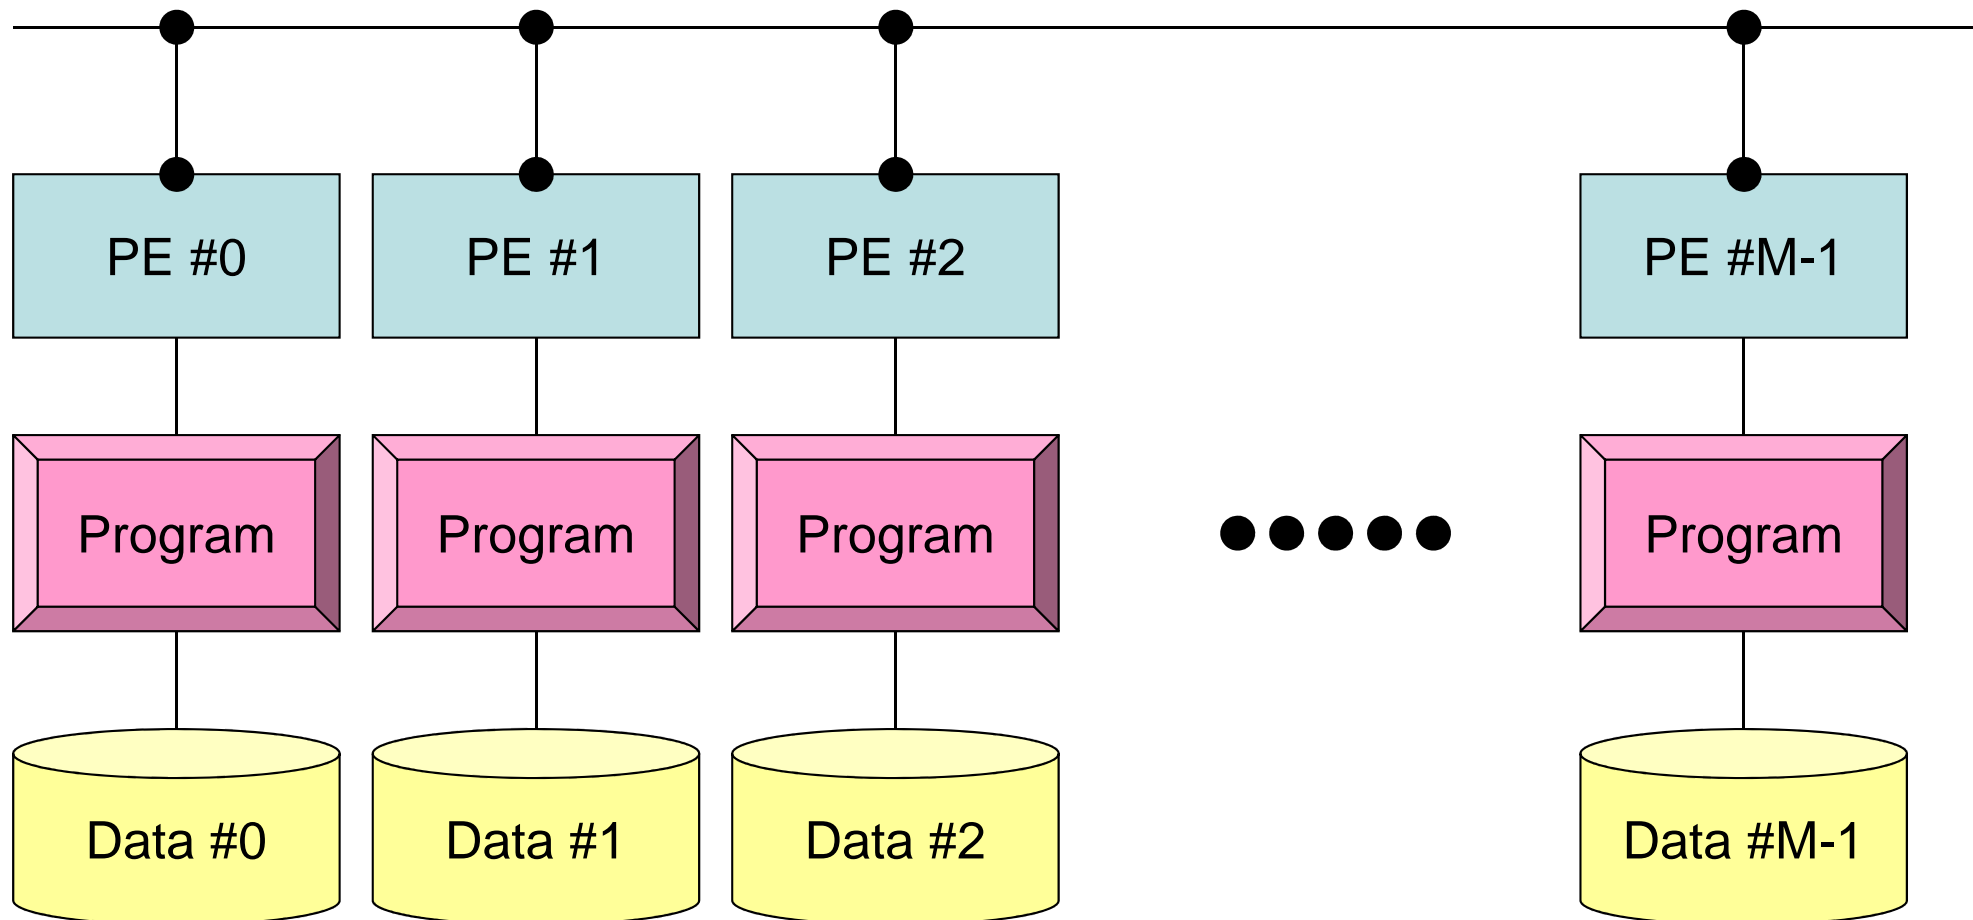 PE #0
PE #1
PE #2
PE #M-1
Program
Program
Program
Program
Data #0
Data #1
Data #2
Data #M-1